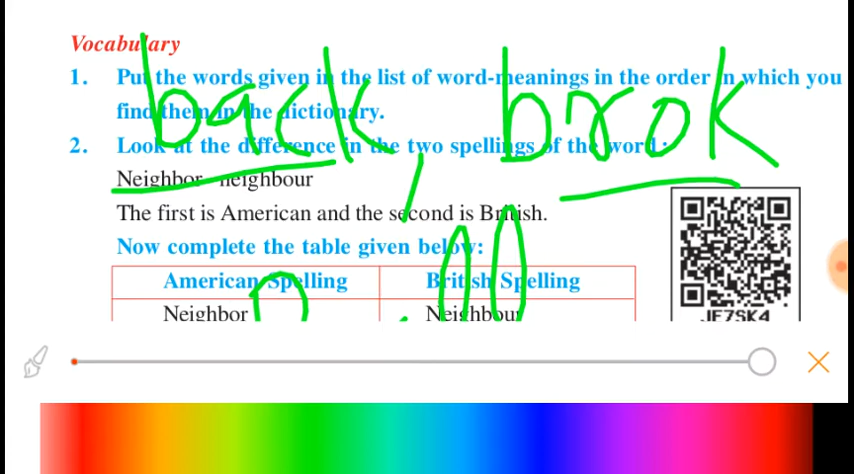 Vocabulary
1. Put the words given in the list of word-meanings in the order in which you
find them in the dictionary.
back, brok
2. Look at the difference in the two spellings of the word:
Neighbor neighbour
The first is American and the second is British.
Now complete the table given below:
American Spelling British Spelling
Neighbor Neighbour
JE7SK4